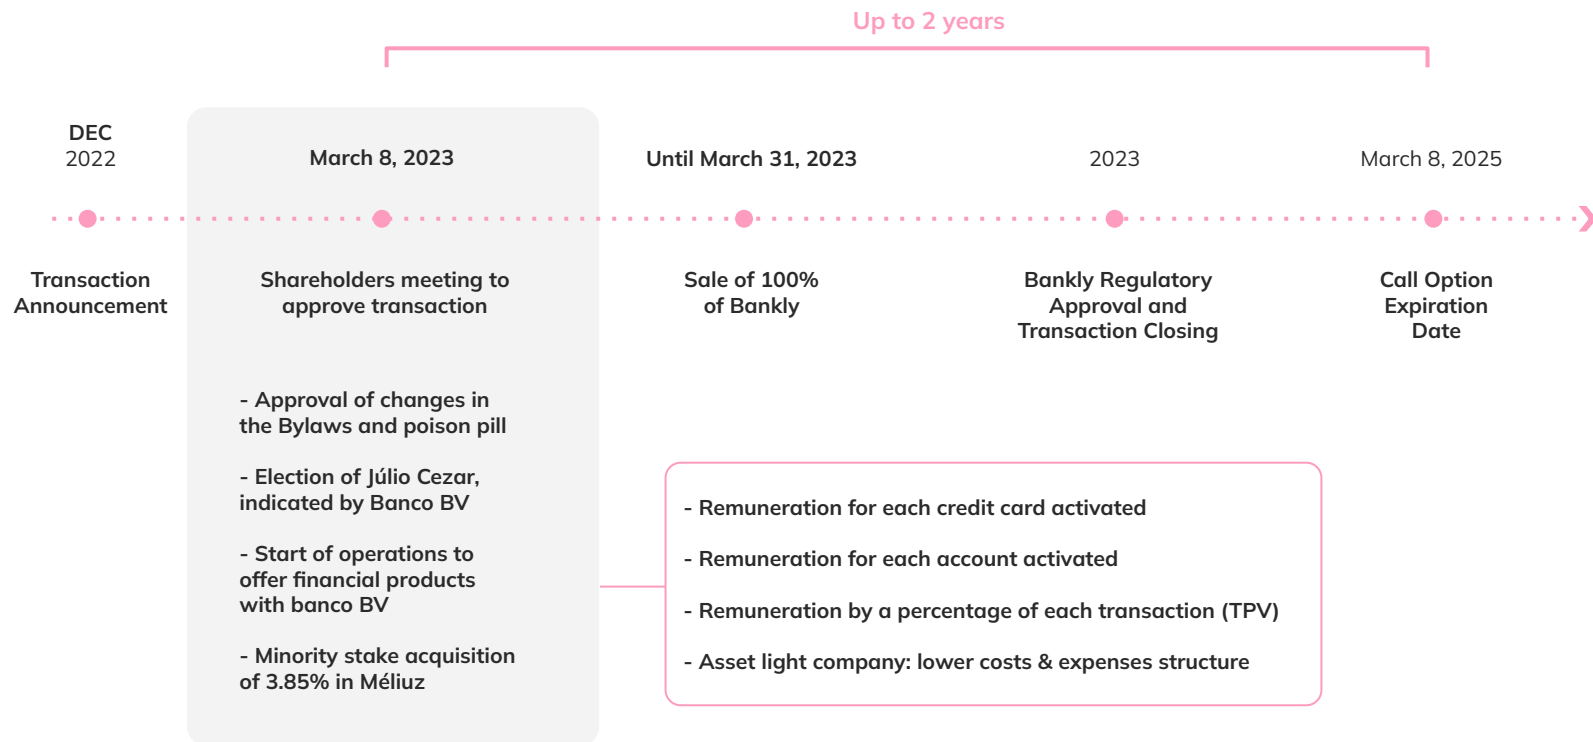 Up to 2 years
DEC
2022
March 8, 2023
Until March 31, 2023
2023
March 8, 2025
Transaction
Announcement
Shareholders meeting to
approve transaction
Sale of 100%
of Bankly
Bankly Regulatory
Approval and
Transaction Closing
Call Option
Expiration
Date
- Approval of changes in
the Bylaws and poison pill
- Election of Júlio Cezar,
indicated by Banco BV
- Start of operations to
offer financial products
with banco BV
- Minority stake acquisition
of 3.85% in Méliuz
- Remuneration for each credit card activated
- Remuneration for each account activated
- Remuneration by a percentage of each transaction (TPV)
- Asset light company: lower costs & expenses structure